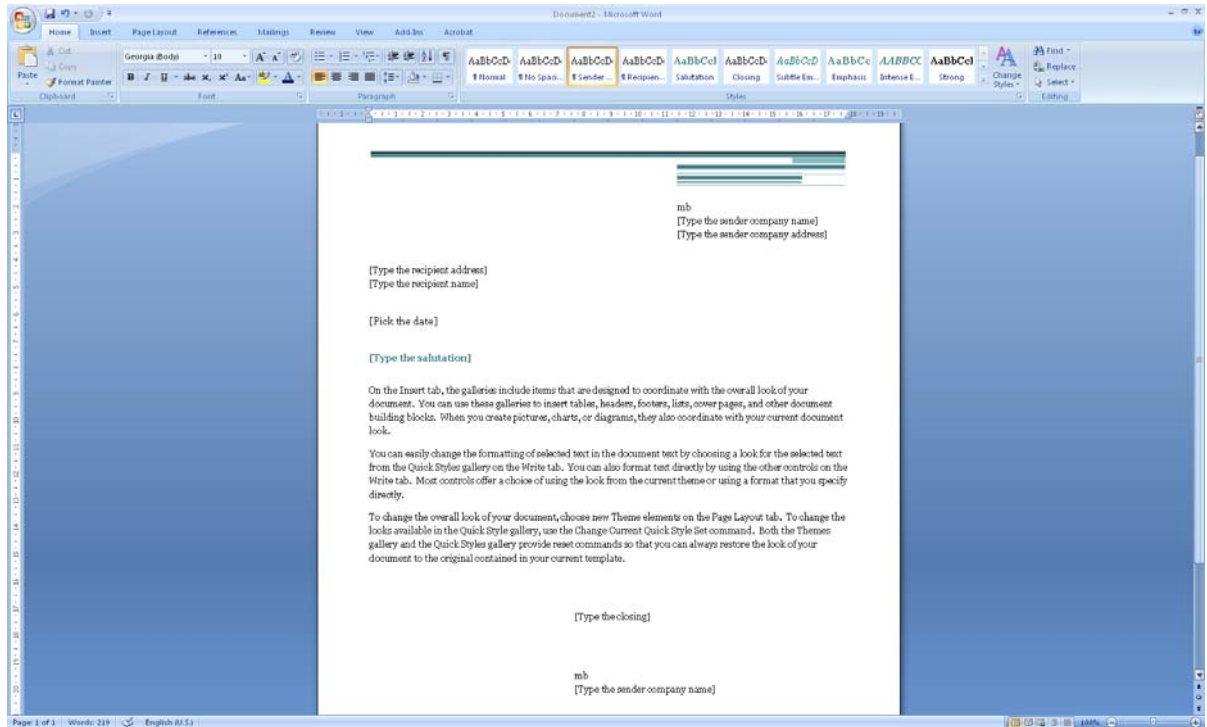 Document2 - Microsoft Word
Home Insert Page Layout References Mailings Review View Add-Ins Acrobat
Cut
Copy
Format Painter
Paste
Georgia (Body) 10
AaBbCcD AaBbCcD AaBbCcD AaBbCcD AaBbCcI AaBbCcD AaBbCcD AaBbCc AABBCC AaBbCcI
¶ Normal ¶ No Spaci... ¶ Sender ... ¶ Recipien... Salutation Closing Subtle Em... Emphasis Intense E... Strong
Change Styles
Find
Replace
Select
Clipboard Font Paragraph Styles Editing
mb
[Type the sender company name]
[Type the sender company address]
[Type the recipient address]
[Type the recipient name]
[Pick the date]
[Type the salutation]
On the Insert tab, the galleries include items that are designed to coordinate with the overall look of your
document. You can use these galleries to insert tables, headers, footers, lists, cover pages, and other document
building blocks. When you create pictures, charts, or diagrams, they also coordinate with your current document
look.
You can easily change the formatting of selected text in the document text by choosing a look for the selected text
from the Quick Styles gallery on the Write tab. You can also format text directly by using the other controls on the
Write tab. Most controls offer a choice of using the look from the current theme or using a format that you specify
directly.
To change the overall look of your document, choose new Theme elements on the Page Layout tab. To change the
looks available in the Quick Style gallery, use the Change Current Quick Style Set command. Both the Themes
gallery and the Quick Styles gallery provide reset commands so that you can always restore the look of your
document to the original contained in your current template.
[Type the closing]
mb
[Type the sender company name]
Page: 1 of 1 Words: 219 English (U.S.) 100%